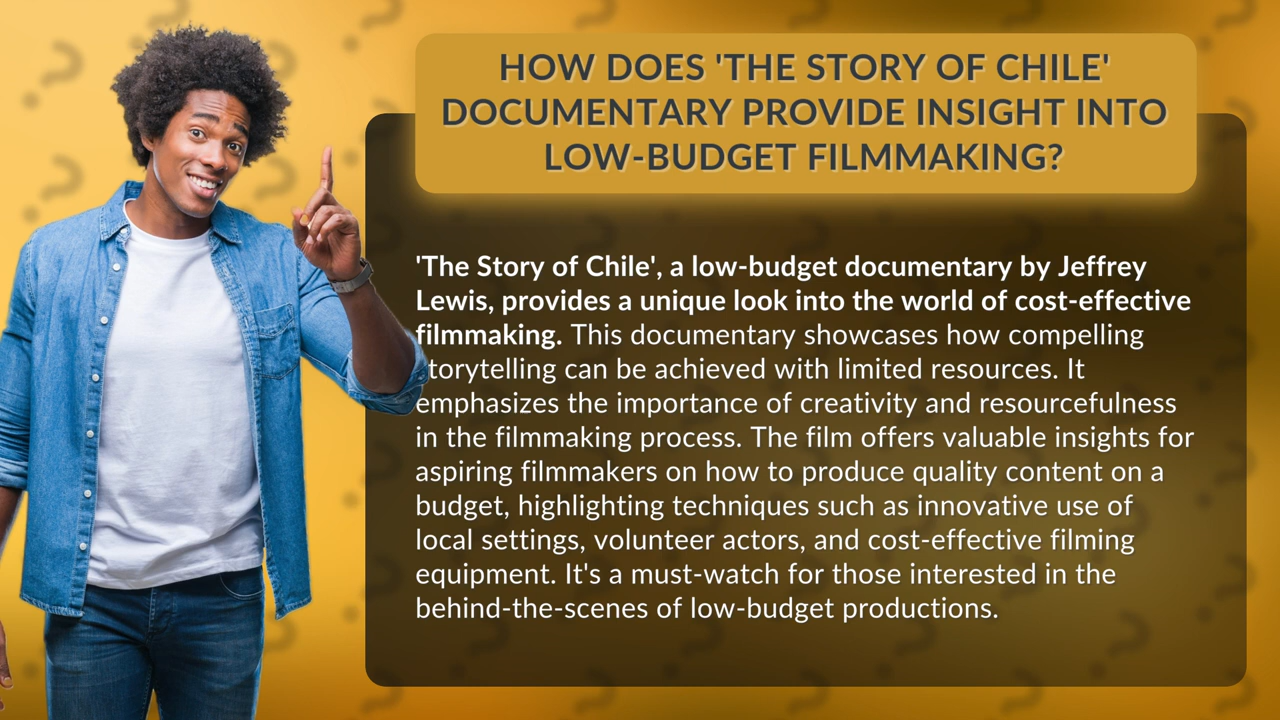 HOW DOES 'THE STORY OF CHILE'
DOCUMENTARY PROVIDE INSIGHT INTO
LOW-BUDGET FILMMAKING?
'The Story of Chile', a low-budget documentary by Jeffrey
Lewis, provides a unique look into the world of cost-effective
filmmaking. This documentary showcases how compelling
storytelling can be achieved with limited resources. It
emphasizes the importance of creativity and resourcefulness
in the filmmaking process. The film offers valuable insights for
aspiring filmmakers on how to produce quality content on a
budget, highlighting techniques such as innovative use of
local settings, volunteer actors, and cost-effective filming
equipment. It's a must-watch for those interested in the
behind-the-scenes of low-budget productions.